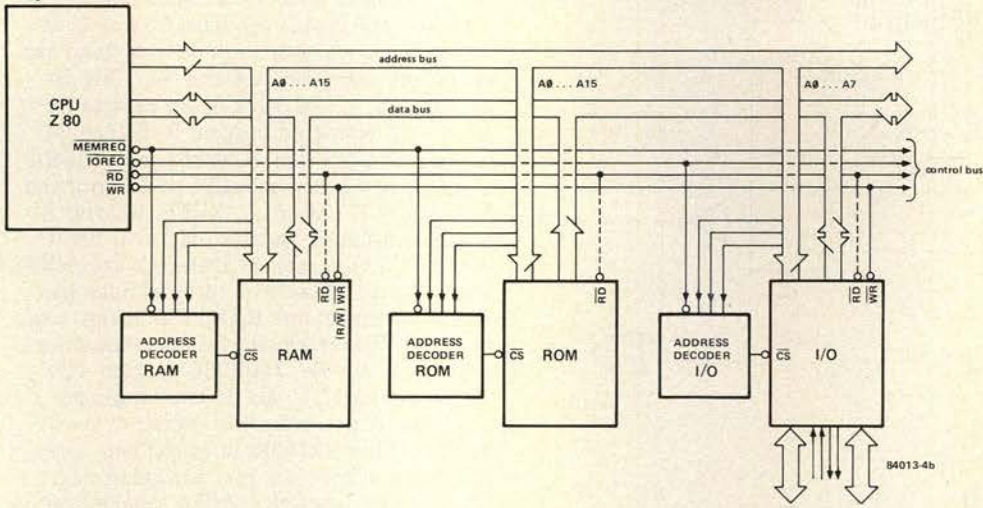 address bus
A0 . . . A15
A0 . . . A15
A0 . . . A7
CPU
Z 80
data bus
MEMREQ
IOREQ
RD
WR
control bus
RD
(R/W) WR
RD
RD
WR
ADDRESS
DECODER
RAM
CS
RAM
ADDRESS
DECODER
ROM
CS
ROM
ADDRESS
DECODER
I/O
CS
I/O
84013-4b